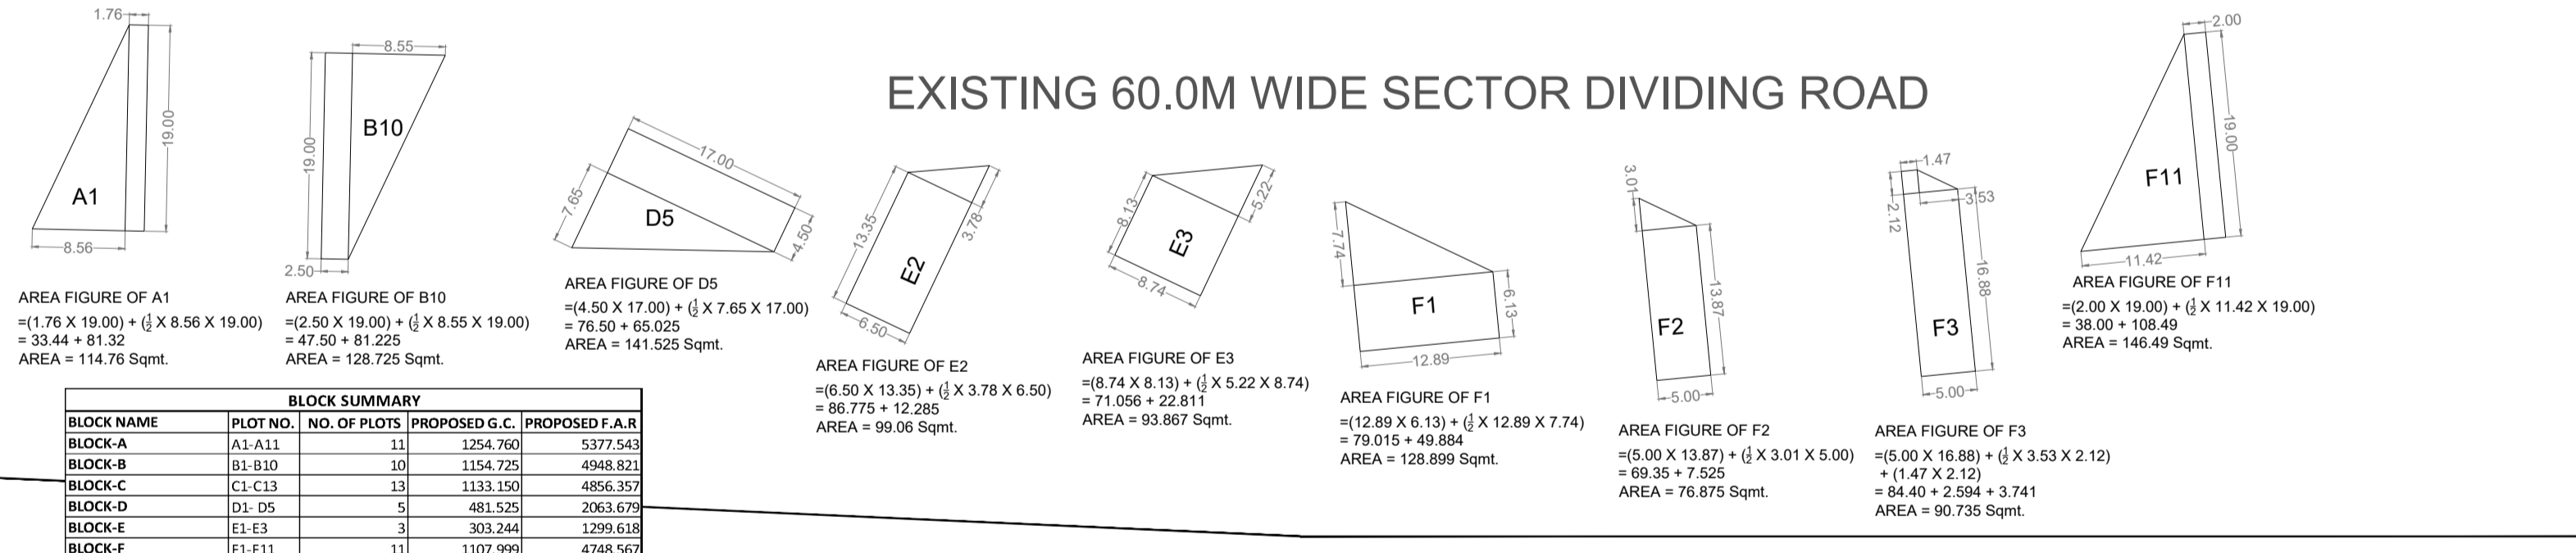 EXISTING 60.0M WIDE SECTOR DIVIDING ROAD
1.76
19.00
A1
8.56
AREA FIGURE OF A1
=(1.76 X 19.00) + (½ X 8.56 X 19.00)
= 33.44 + 81.32
AREA = 114.76 Sqmt.
8.55
19.00
B10
2.50
AREA FIGURE OF B10
=(2.50 X 19.00) + (½ X 8.55 X 19.00)
= 47.50 + 81.225
AREA = 128.725 Sqmt.
17.00
7.65
D5
4.50
AREA FIGURE OF D5
=(4.50 X 17.00) + (½ X 7.65 X 17.00)
= 76.50 + 65.025
AREA = 141.525 Sqmt.
13.35
3.78
E2
6.50
AREA FIGURE OF E2
=(6.50 X 13.35) + (½ X 3.78 X 6.50)
= 86.775 + 12.285
AREA = 99.06 Sqmt.
8.13
5.22
E3
8.74
AREA FIGURE OF E3
=(8.74 X 8.13) + (½ X 5.22 X 8.74)
= 71.056 + 22.811
AREA = 93.867 Sqmt.
7.74
F1
6.13
12.89
AREA FIGURE OF F1
=(12.89 X 6.13) + (½ X 12.89 X 7.74)
= 79.015 + 49.884
AREA = 128.899 Sqmt.
3.01
13.87
F2
5.00
AREA FIGURE OF F2
=(5.00 X 13.87) + (½ X 3.01 X 5.00)
= 69.35 + 7.525
AREA = 76.875 Sqmt.
1.47
3.53
2.12
16.88
F3
5.00
AREA FIGURE OF F3
=(5.00 X 16.88) + (½ X 3.53 X 2.12)
+ (1.47 X 2.12)
= 84.40 + 2.594 + 3.741
AREA = 90.735 Sqmt.
2.00
19.00
F11
11.42
AREA FIGURE OF F11
=(2.00 X 19.00) + (½ X 11.42 X 19.00)
= 38.00 + 108.49
AREA = 146.49 Sqmt.
BLOCK SUMMARY
BLOCK NAME PLOT NO. NO. OF PLOTS PROPOSED G.C. PROPOSED F.A.R
BLOCK-A A1-A11 11 1254.760 5377.543
BLOCK-B B1-B10 10 1154.725 4948.821
BLOCK-C C1-C13 13 1133.150 4856.357
BLOCK-D D1- D5 5 481.525 2063.679
BLOCK-E E1-E3 3 303.244 1299.618
BLOCK-F F1-F11 11 1107.999 4748.567